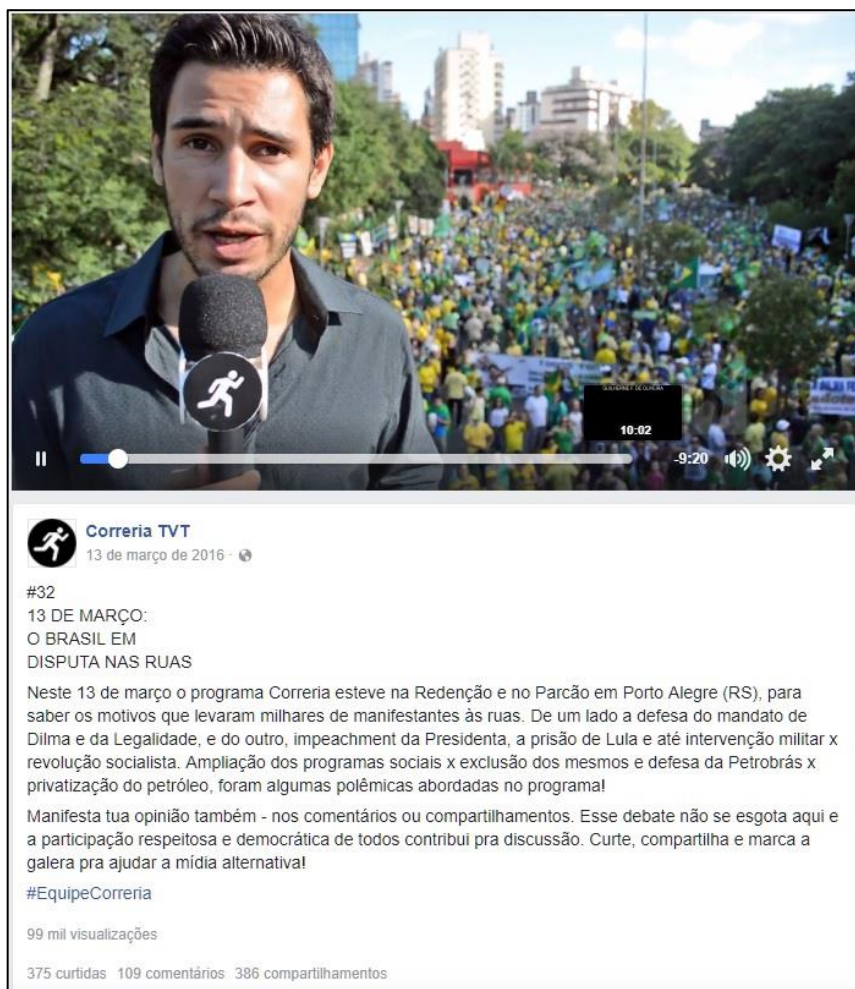 GUILHERME F. DE OLIVEIRA
10:02
-9:20
Correria TVT
13 de março de 2016 ·
#32
13 DE MARÇO:
O BRASIL EM
DISPUTA NAS RUAS
Neste 13 de março o programa Correria esteve na Redenção e no Parcão em Porto Alegre (RS), para
saber os motivos que levaram milhares de manifestantes às ruas. De um lado a defesa do mandato de
Dilma e da Legalidade, e do outro, impeachment da Presidenta, a prisão de Lula e até intervenção militar x
revolução socialista. Ampliação dos programas sociais x exclusão dos mesmos e defesa da Petrobrás x
privatização do petróleo, foram algumas polêmicas abordadas no programa!
Manifesta tua opinião também - nos comentários ou compartilhamentos. Esse debate não se esgota aqui e
a participação respeitosa e democrática de todos contribui pra discussão. Curte, compartilha e marca a
galera pra ajudar a mídia alternativa!
#EquipeCorreria
99 mil visualizações
375 curtidas 109 comentários 386 compartilhamentos